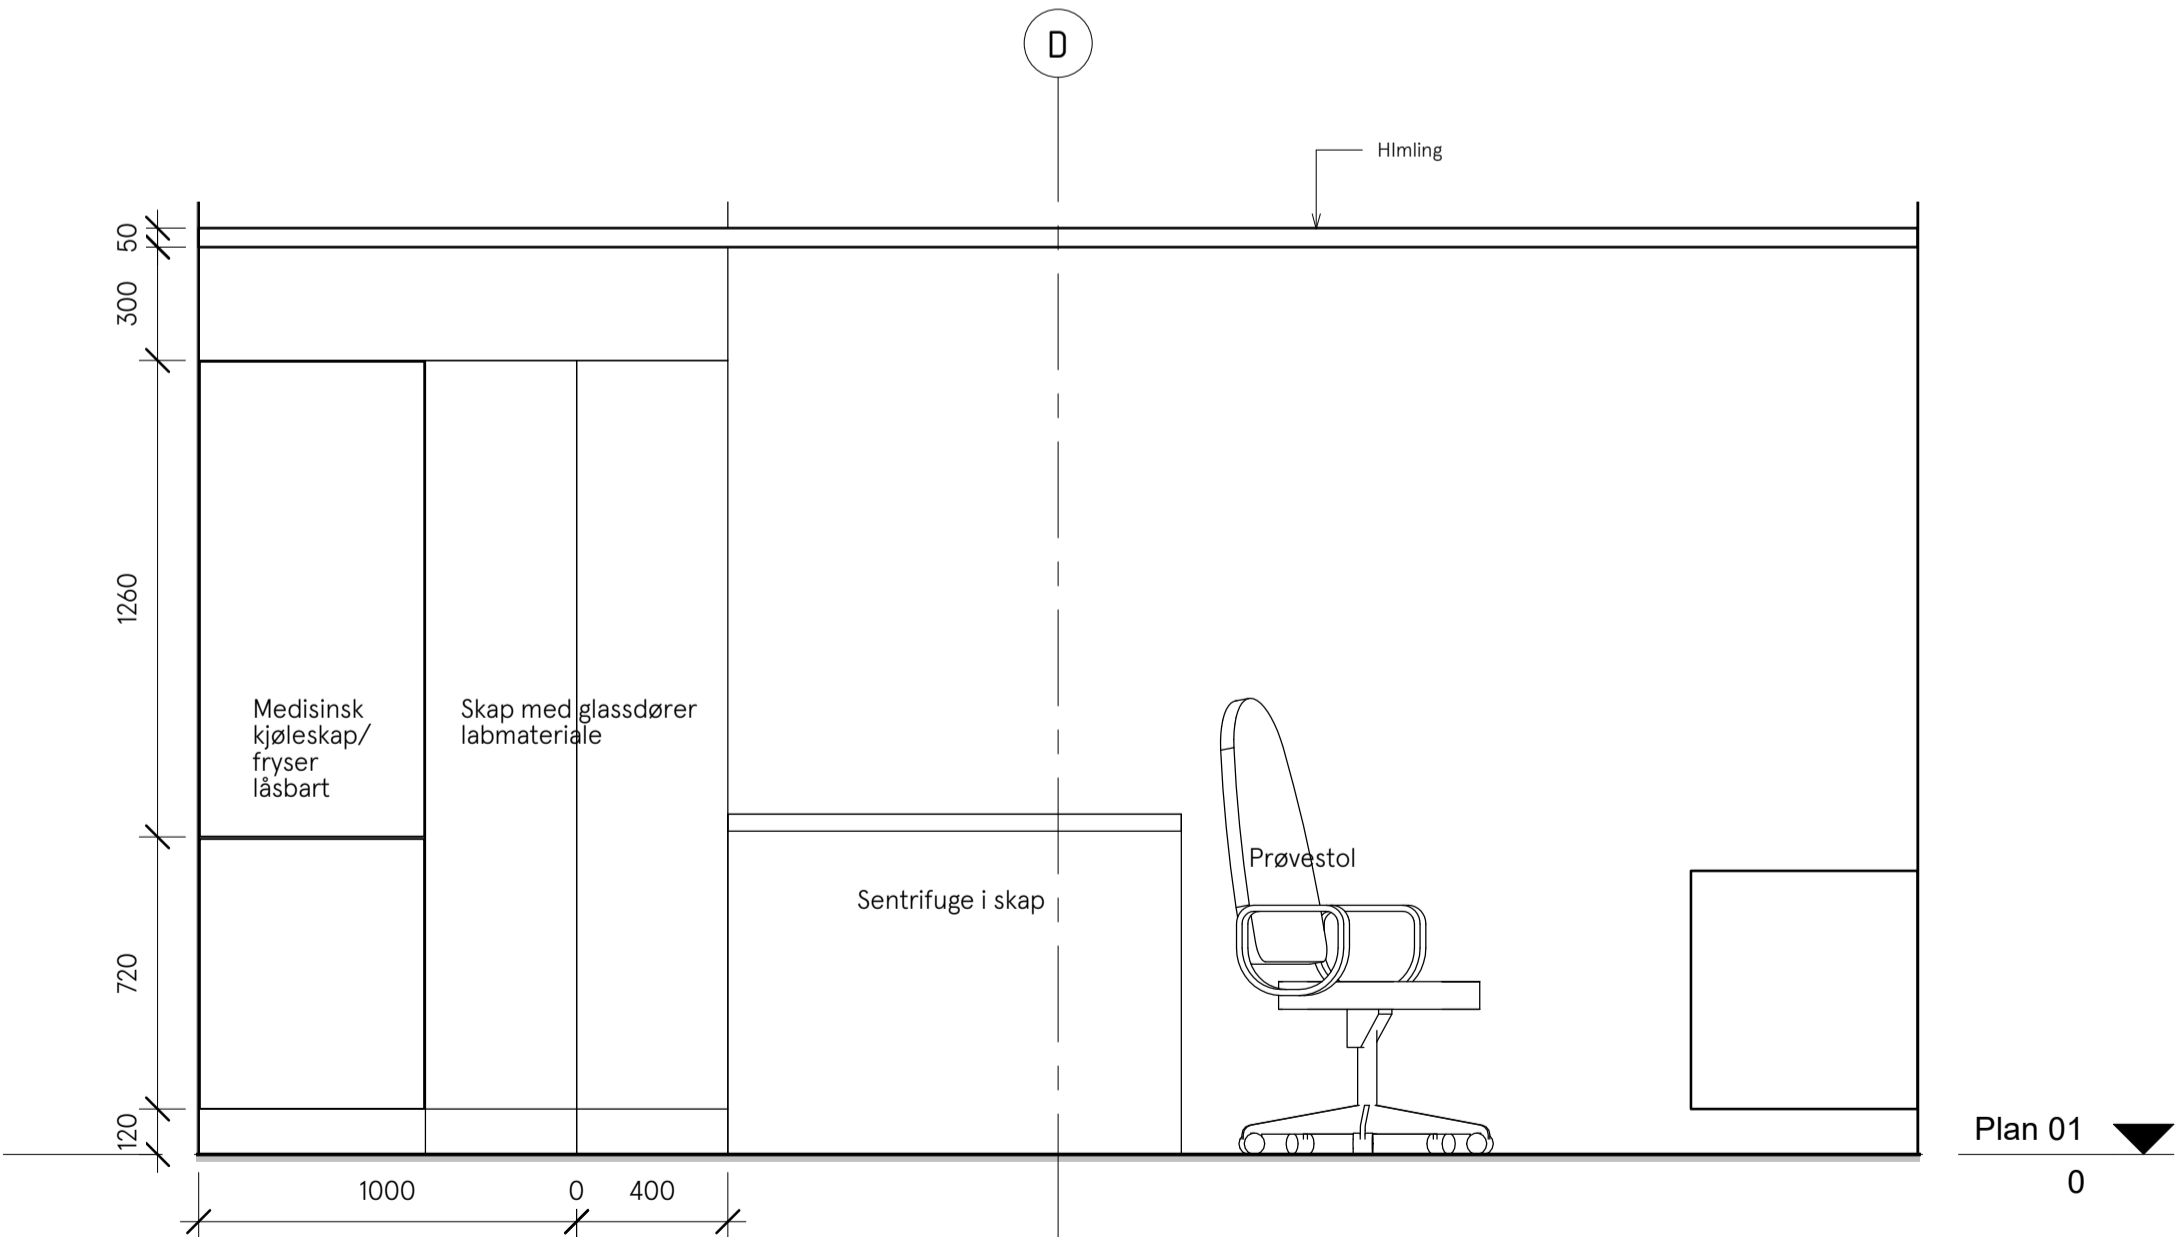 D
HImling
50
300
1260
720
120
Medisinsk
kjøleskap/
fryser
låsbart
Skap med glassdører
labmateriale
Sentrifuge i skap
Prøvestol
Plan 01
0
1000
0
400